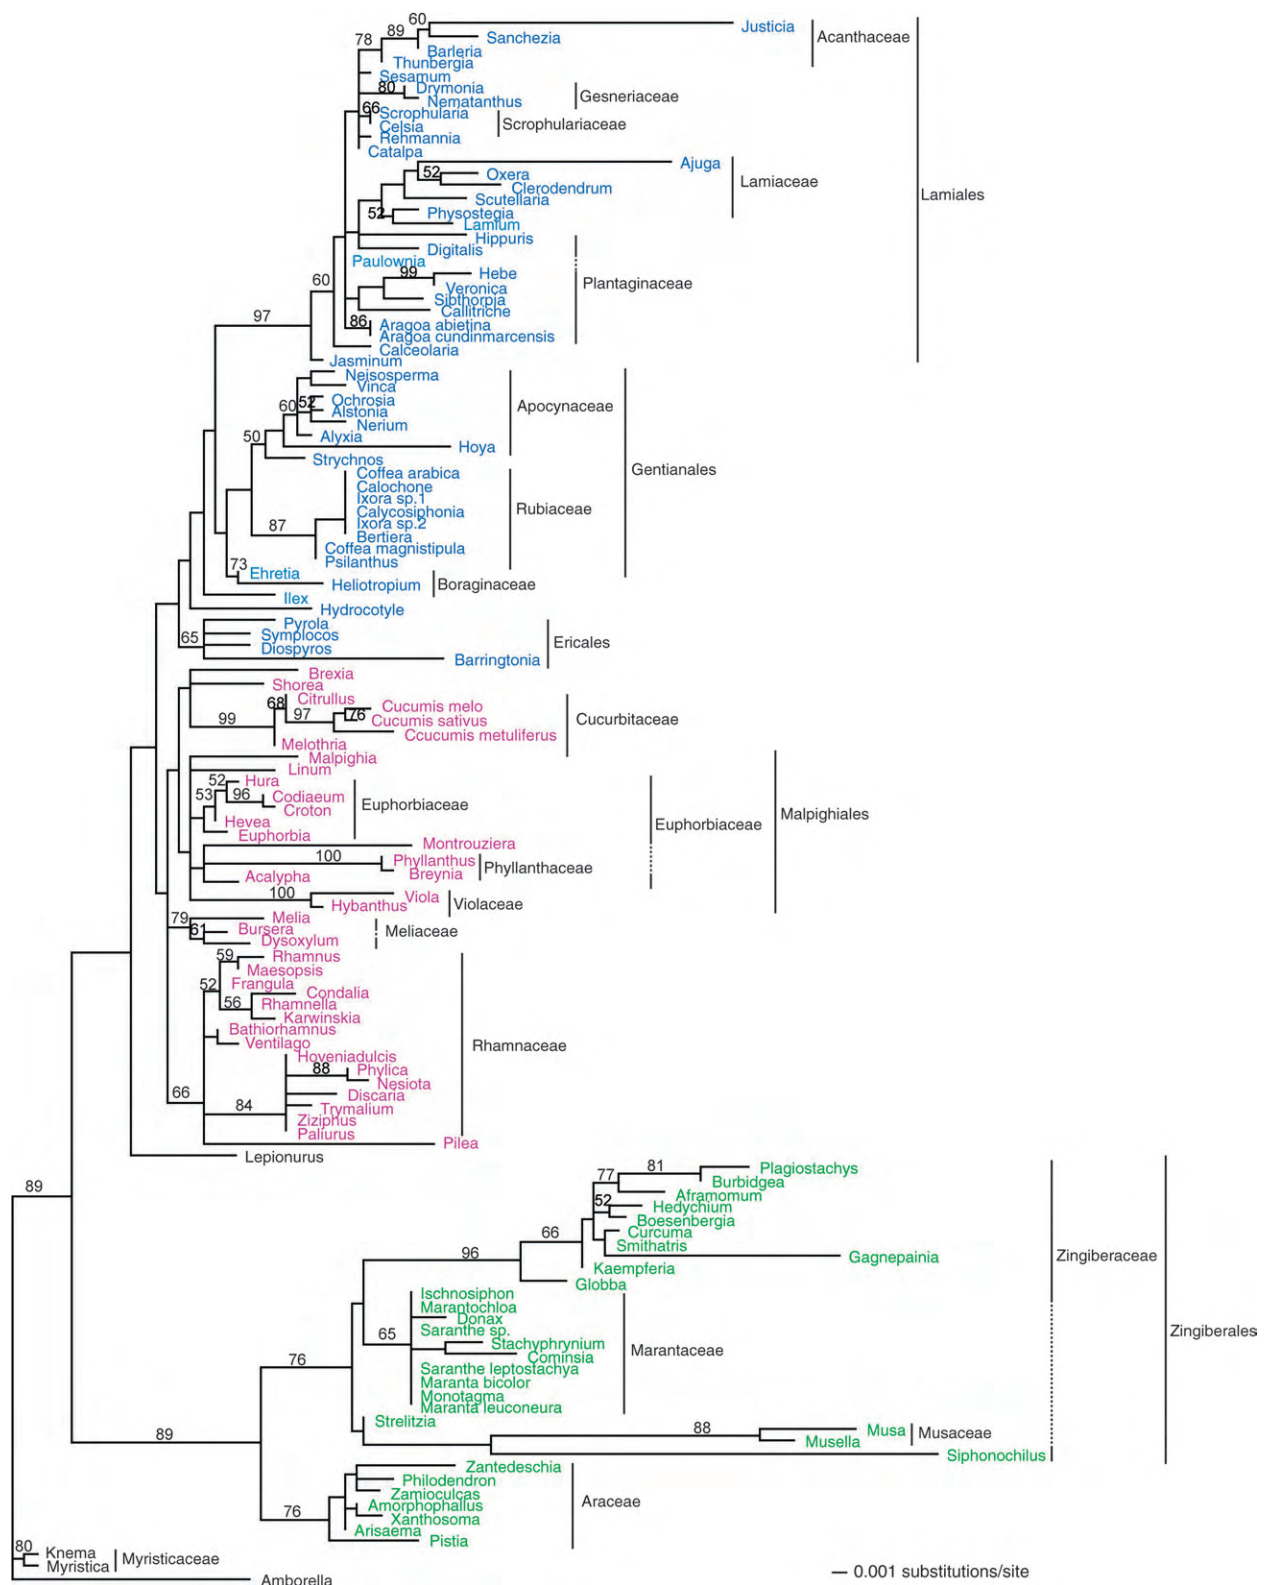 60
Justicia
89
78
Sanchezia
Acanthaceae
Barleria
Thunbergia
Sesamum
80
Drymonia
Gesneriaceae
Nematanthus
66
Scrophularia
Scrophulariaceae
Celsia
Rehmannia
Catalpa
Ajuga
52
Oxera
Lamiaceae
Clerodendrum
Lamiales
Scutellaria
52
Physostegia
Lamium
Hippuris
Digitalis
Paulownia
99
Hebe
60
Plantaginaceae
Veronica
Sibthorpia
Callitriche
97
86
Aragoa abietina
Aragoa cundinmarcensis
Calceolaria
Jasminum
Neisosperma
Vinca
Ochrosia
52
60
Apocynaceae
Alstonia
Nerium
50
Alyxia
Hoya
Strychnos
Gentianales
Coffea arabica
Calochone
Ixora sp.1
Rubiaceae
Calycosiphonia
Ixora sp.2
87
Bertiera
Coffea magnistipula
Psilanthus
73
Ehretia
Heliotropium
Boraginaceae
Ilex
Hydrocotyle
Pyrola
65
Symplocos
Ericales
Diospyros
Barringtonia
Brexia
Shorea
68
Citrullus
Cucumis melo
99
97
76
Cucumis sativus
Cucurbitaceae
Ccucumis metuliferus
Melothria
Malpighia
Linum
52
Hura
53
96
Codiaeum
Euphorbiaceae
Croton
Malpighiales
Hevea
Euphorbiaceae
Euphorbia
Montrouziera
100
Phyllanthus
Phyllanthaceae
Breynia
Acalypha
100
Viola
Hybanthus
Violaceae
79
Melia
61
Bursera
Meliaceae
Dysoxylum
59
Rhamnus
Maesopsis
52
Frangula
Condalia
56
Rhamnella
Karwinskia
Bathiorhamnus
Ventilago
Rhamnaceae
Hoveniadulcis
88
Phylica
Nesiota
66
Discaria
84
Trymalium
Ziziphus
Paliurus
Pilea
Lepionurus
81
Plagiostachys
77
Burbidgea
89
Aframomum
52
Hedychium
Boesenbergia
66
Curcuma
Smithatris
96
Gagnepainia
Zingiberaceae
Kaempferia
Globba
Ischnosiphon
Marantochloa
Donax
65
Saranthe sp.
Zingiberales
Stachyphrynium
Marantaceae
76
Cominsia
Saranthe leptostachya
Maranta bicolor
Monotagma
Maranta leuconeura
Strelitzia
89
88
Musa
Musaceae
Musella
Siphonochilus
Zantedeschia
Philodendron
Zamioculcas
Araceae
Amorphophallus
76
Xanthosoma
Arisaema
Pistia
80
Knema
Myristicaceae
Myristica
0.001 substitutions/site
Amborella